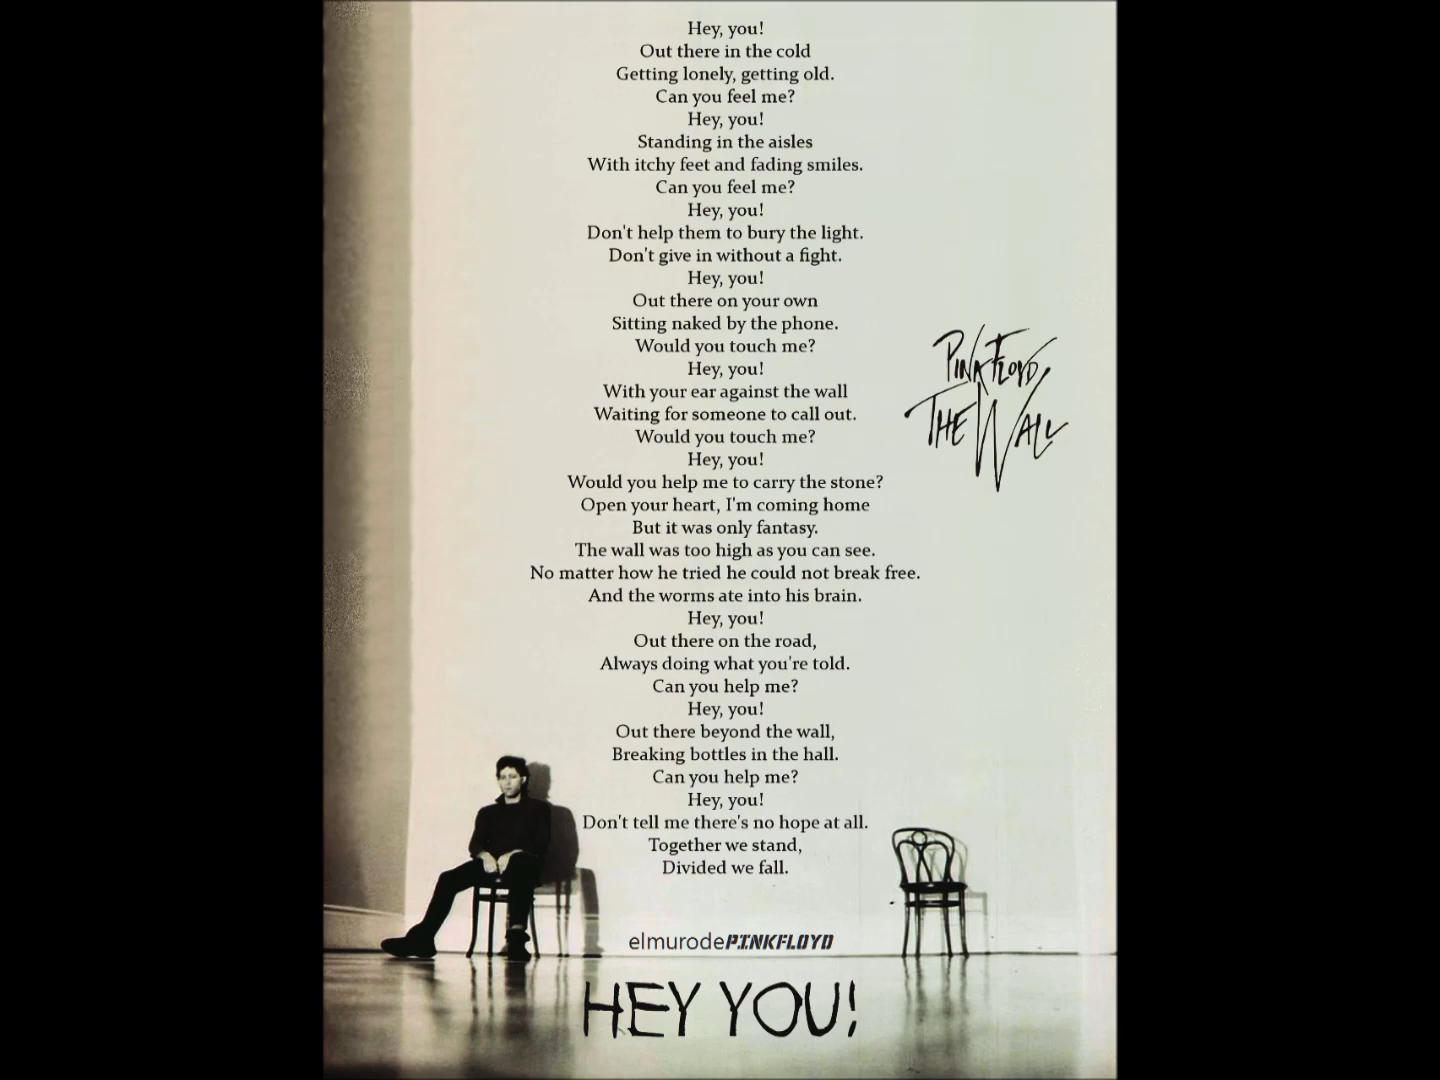 Hey, you!
Out there in the cold
Getting lonely, getting old.
Can you feel me?
Hey, you!
Standing in the aisles
With itchy feet and fading smiles.
Can you feel me?
Hey, you!
Don't help them to bury the light.
Don't give in without a fight.
Hey, you!
Out there on your own
Sitting naked by the phone.
Would you touch me?
Hey, you!
With your ear against the wall
Waiting for someone to call out.
Would you touch me?
Hey, you!
Would you help me to carry the stone?
Open your heart, I'm coming home
But it was only fantasy.
The wall was too high as you can see.
No matter how he tried he could not break free.
And the worms ate into his brain.
Hey, you!
Out there on the road,
Always doing what you're told.
Can you help me?
Hey, you!
Out there beyond the wall,
Breaking bottles in the hall.
Can you help me?
Hey, you!
Don't tell me there's no hope at all.
Together we stand,
Divided we fall.
PINK FLOYD
THE WALL
elmurodePINKFLOYD
HEY YOU!